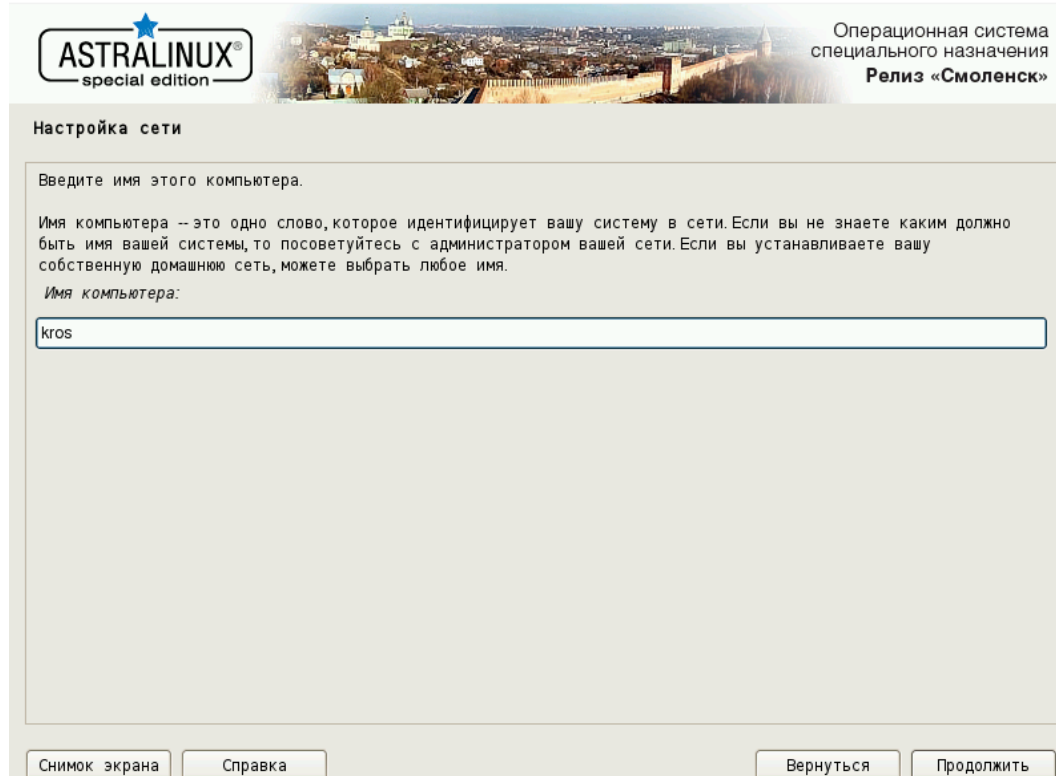 ASTRALINUX®
special edition
Операционная система
специального назначения
Релиз «Смоленск»
Настройка сети
Введите имя этого компьютера.
Имя компьютера -- это одно слово, которое идентифицирует вашу систему в сети. Если вы не знаете каким должно
быть имя вашей системы, то посоветуйтесь с администратором вашей сети. Если вы устанавливаете вашу
собственную домашнюю сеть, можете выбрать любое имя.
Имя компьютера:
kros
Снимок экрана
Справка
Вернуться
Продолжить